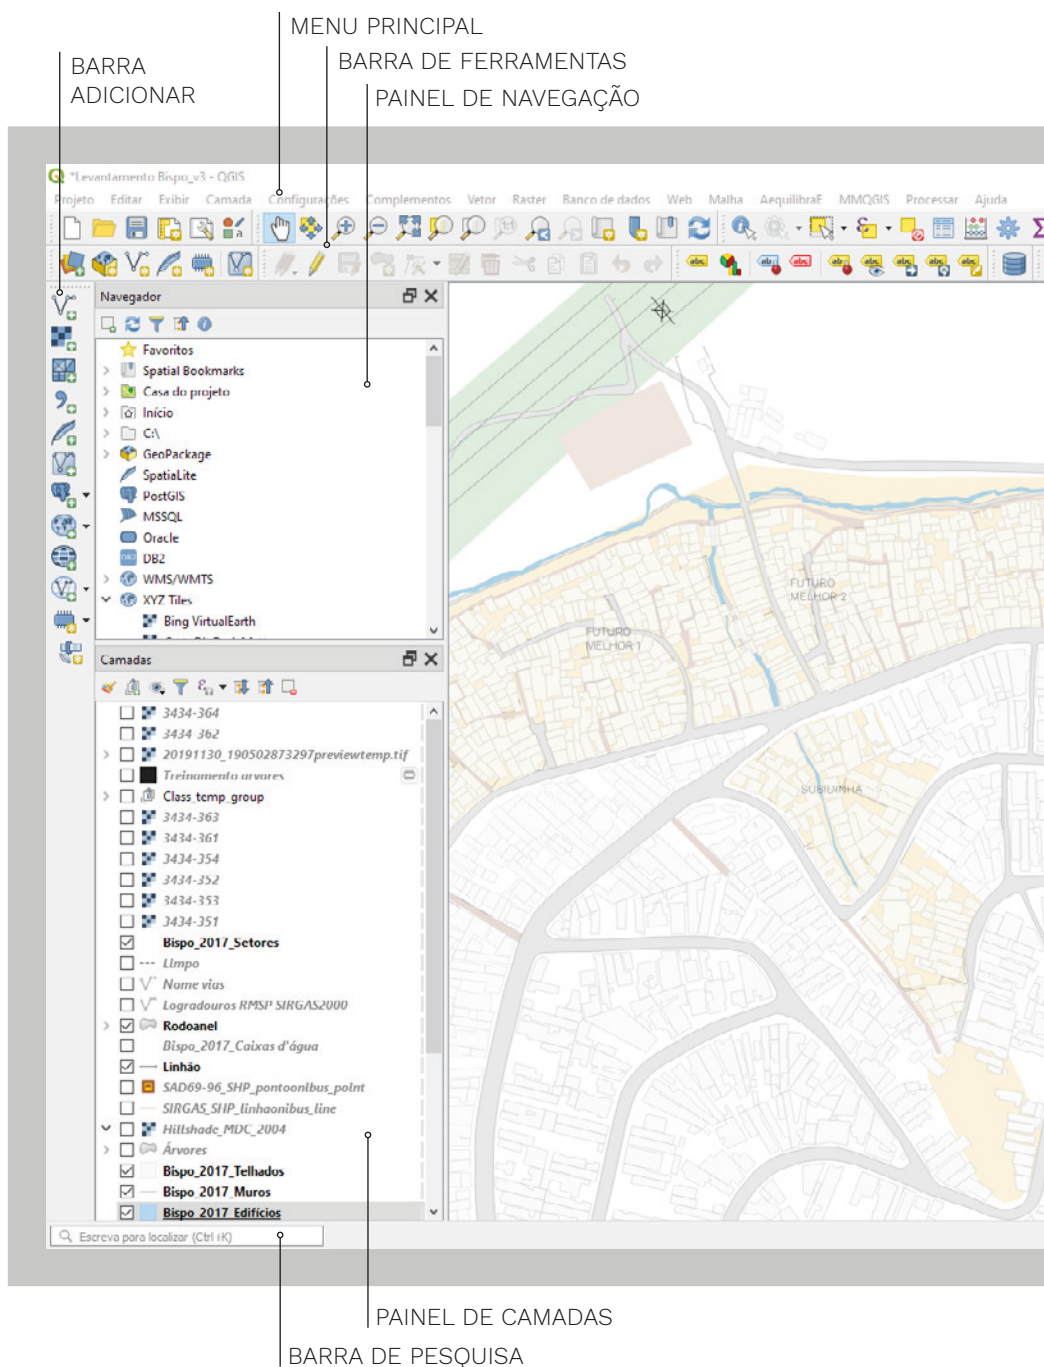 MENU PRINCIPAL
BARRA DE FERRAMENTAS
BARRA
ADICIONAR
PAINEL DE NAVEGAÇÃO
*Levantamento Bispo_v3 - QGIS
Projeto Editar Exibir Camada Configurações Complementos Vetor Raster Banco de dados Web Malha AequilibraE MMQGIS Processar Ajuda
Navegador
Favoritos
Spatial Bookmarks
Casa do projeto
Início
C:\
GeoPackage
SpatiaLite
PostGIS
MSSQL
Oracle
DB2
WMS/WMTS
XYZ Tiles
Bing VirtualEarth
FUTURO
MELHOR 2
FUTURO
MELHOR 1
SUBIDINHA
Camadas
3434-364
3434-362
20191130_190502873297previewtemp.tif
Treinamento arvores
Class_temp_group
3434-363
3434-361
3434-354
3434-352
3434-353
3434-351
Bispo_2017_Setores
Limpo
Nome vias
Logradouros RMSP SIRGAS2000
Rodoanel
Bispo_2017_Caixas d'água
Linhão
SAD69-96_SHP_pontoonibus_point
SIRGAS_SHP_linhaonibus_line
Hillshade_MDC_2004
Árvores
Bispo_2017_Telhados
Bispo_2017_Muros
Bispo_2017_Edifícios
Escreva para localizar (Ctrl+K)
PAINEL DE CAMADAS
BARRA DE PESQUISA